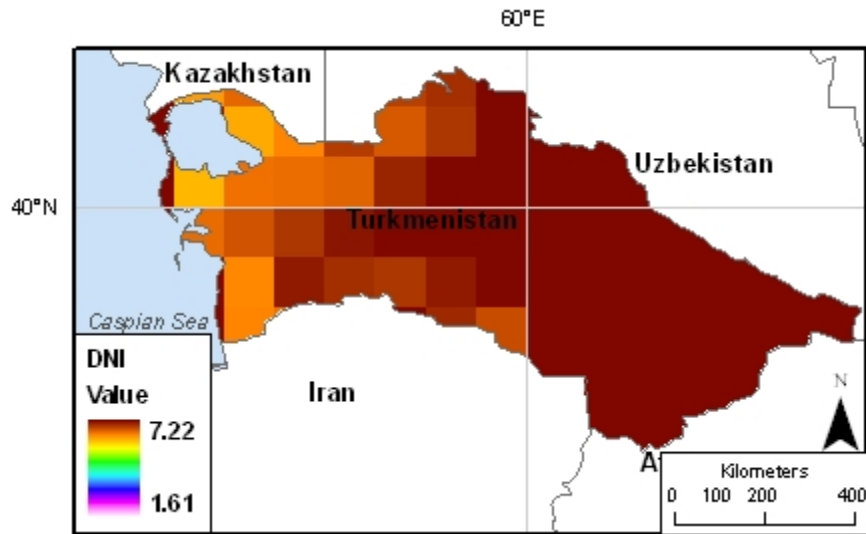 60°E
Kazakhstan
Uzbekistan
40°N
Turkmenistan
Caspian Sea
DNI
Value
7.22
1.61
Iran
N
A
Kilometers
0 100 200 400